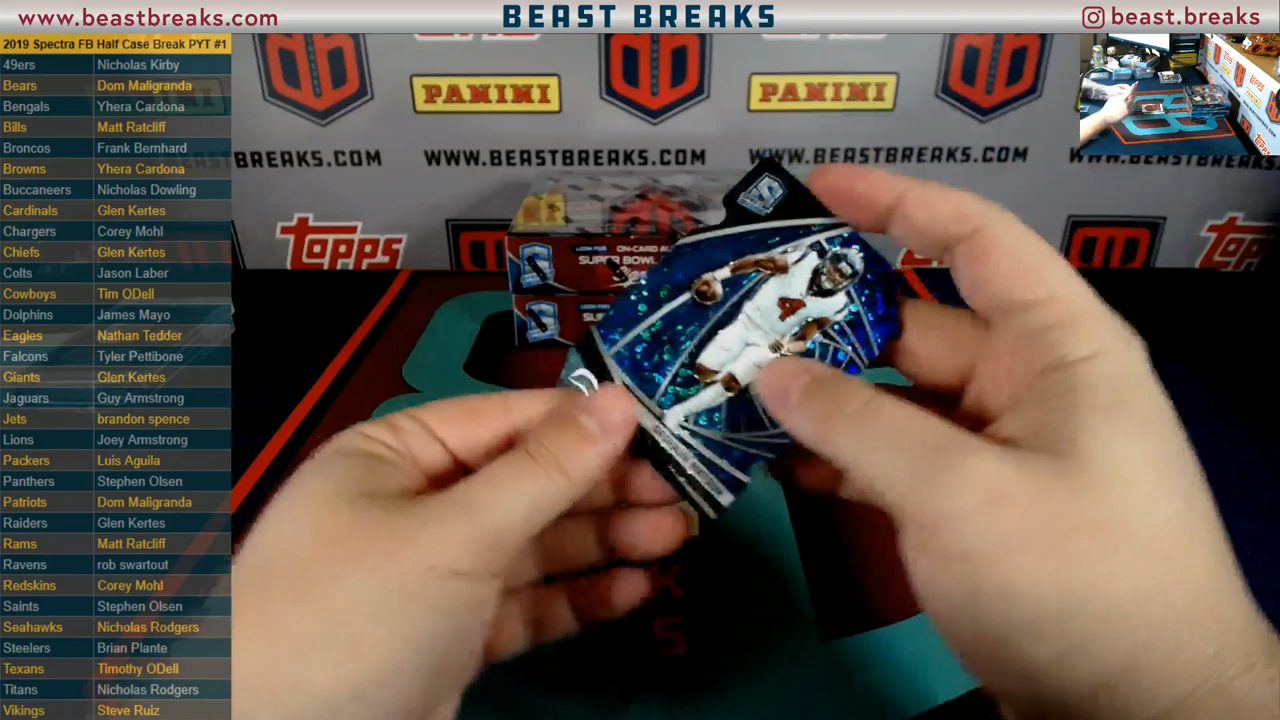 www.beastbreaks.com
BEAST BREAKS
beast.breaks
2019 Spectra FB Half Case Break PYT #1
49ers Nicholas Kirby
Bears Dom Maligranda
Bengals Yhera Cardona
Bills Matt Ratcliff
Broncos Frank Bernhard
Browns Yhera Cardona
Buccaneers Nicholas Dowling
Cardinals Glen Kertes
Chargers Corey Mohl
Chiefs Glen Kertes
Colts Jason Laber
Cowboys Tim ODell
Dolphins James Mayo
Eagles Nathan Tedder
Falcons Tyler Pettibone
Giants Glen Kertes
Jaguars Guy Armstrong
Jets brandon spence
Lions Joey Armstrong
Packers Luis Aguila
Panthers Stephen Olsen
Patriots Dom Maligranda
Raiders Glen Kertes
Rams Matt Ratcliff
Ravens rob swartout
Redskins Corey Mohl
Saints Stephen Olsen
Seahawks Nicholas Rodgers
Steelers Brian Plante
Texans Timothy ODell
Titans Nicholas Rodgers
Vikings Steve Ruiz
PANINI
PANINI
BREAKS.COM
WWW.BEASTBREAKS.COM
WWW.BEASTBREAKS.COM
topps
LOOK FOR ON-CARD
SUPER BOWL
4